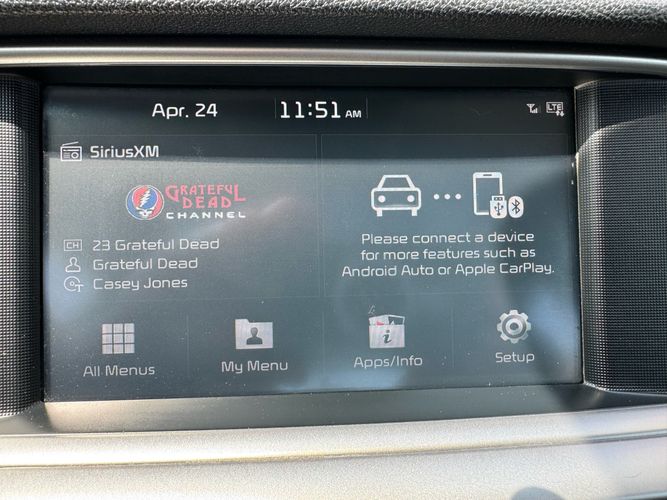 Apr. 24 11:51 AM LTE
SiriusXM
GRATEFUL
DEAD
CHANNEL
CH 23 Grateful Dead
Grateful Dead
Casey Jones
Please connect a device
for more features such as
Android Auto or Apple CarPlay.
All Menus
My Menu
Apps/Info
Setup